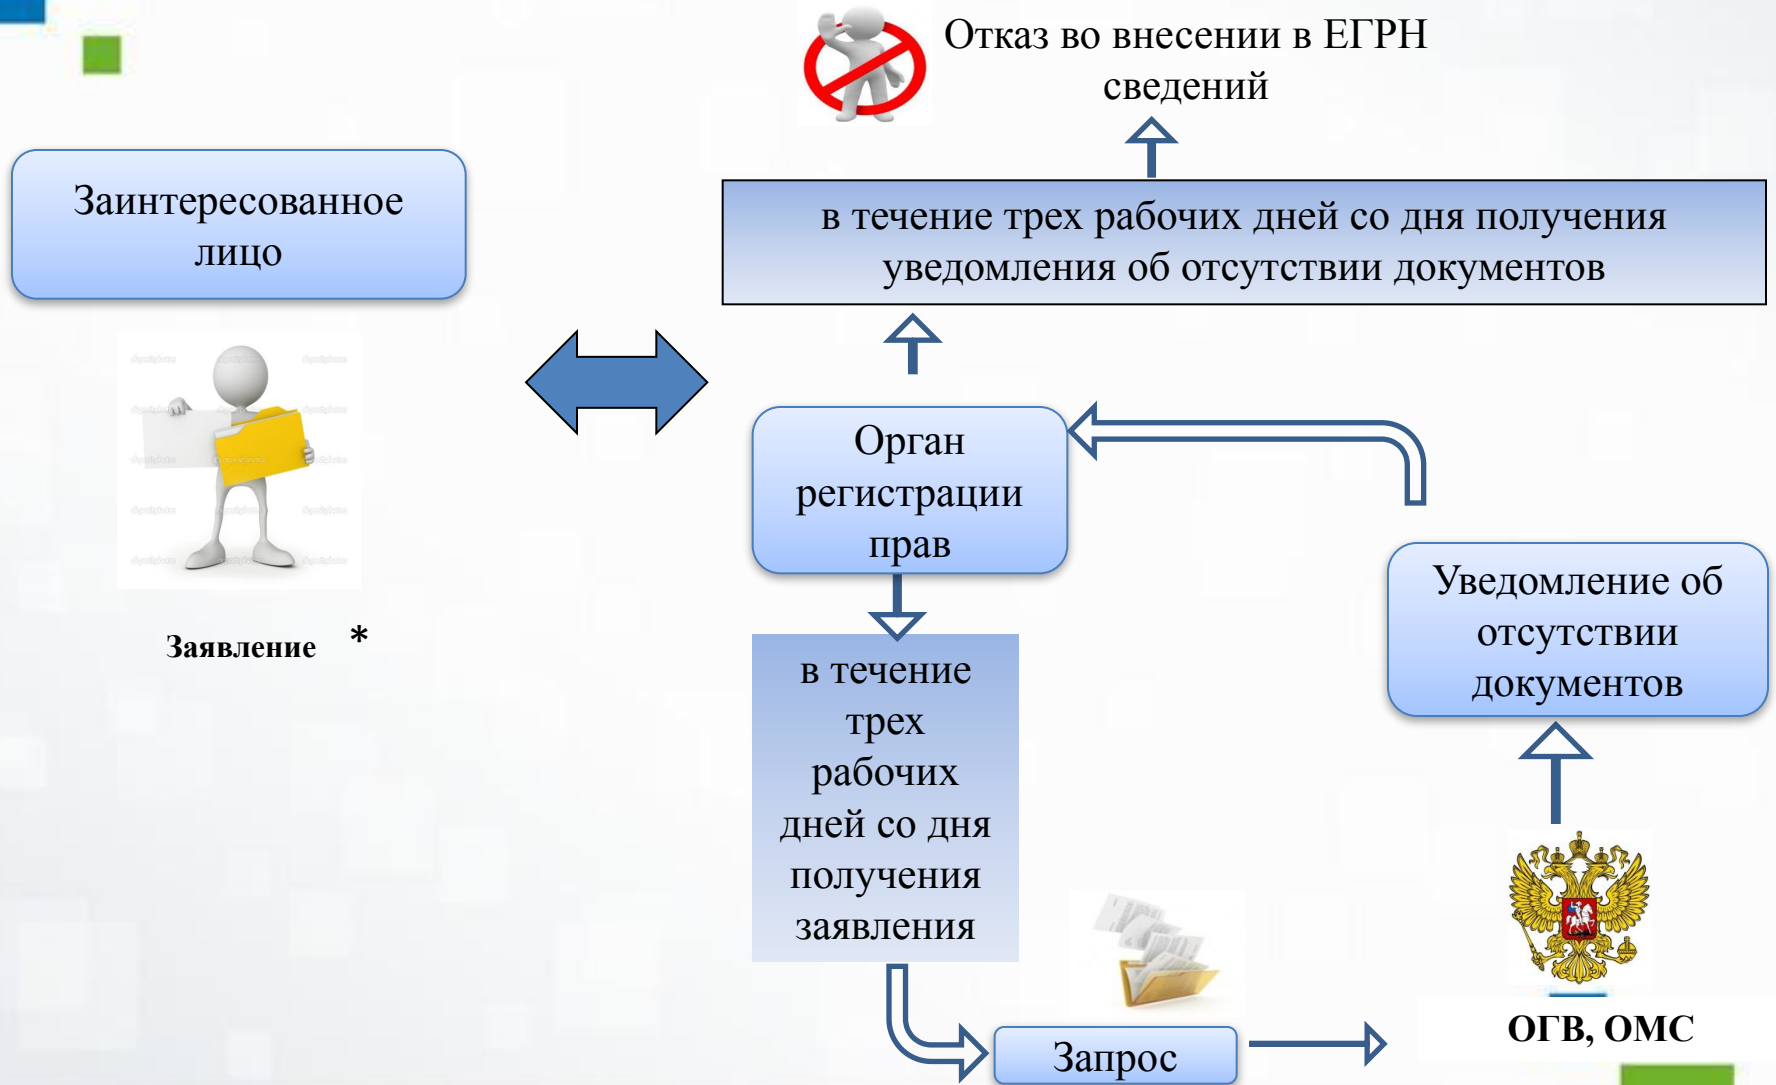 Отказ во внесении в ЕГРН
сведений
Заинтересованное
лицо
в течение трех рабочих дней со дня получения
уведомления об отсутствии документов
Заявление *
Орган
регистрации
прав
Уведомление об
отсутствии
документов
в течение
трех
рабочих
дней со дня
получения
заявления
Запрос
ОГВ, ОМС